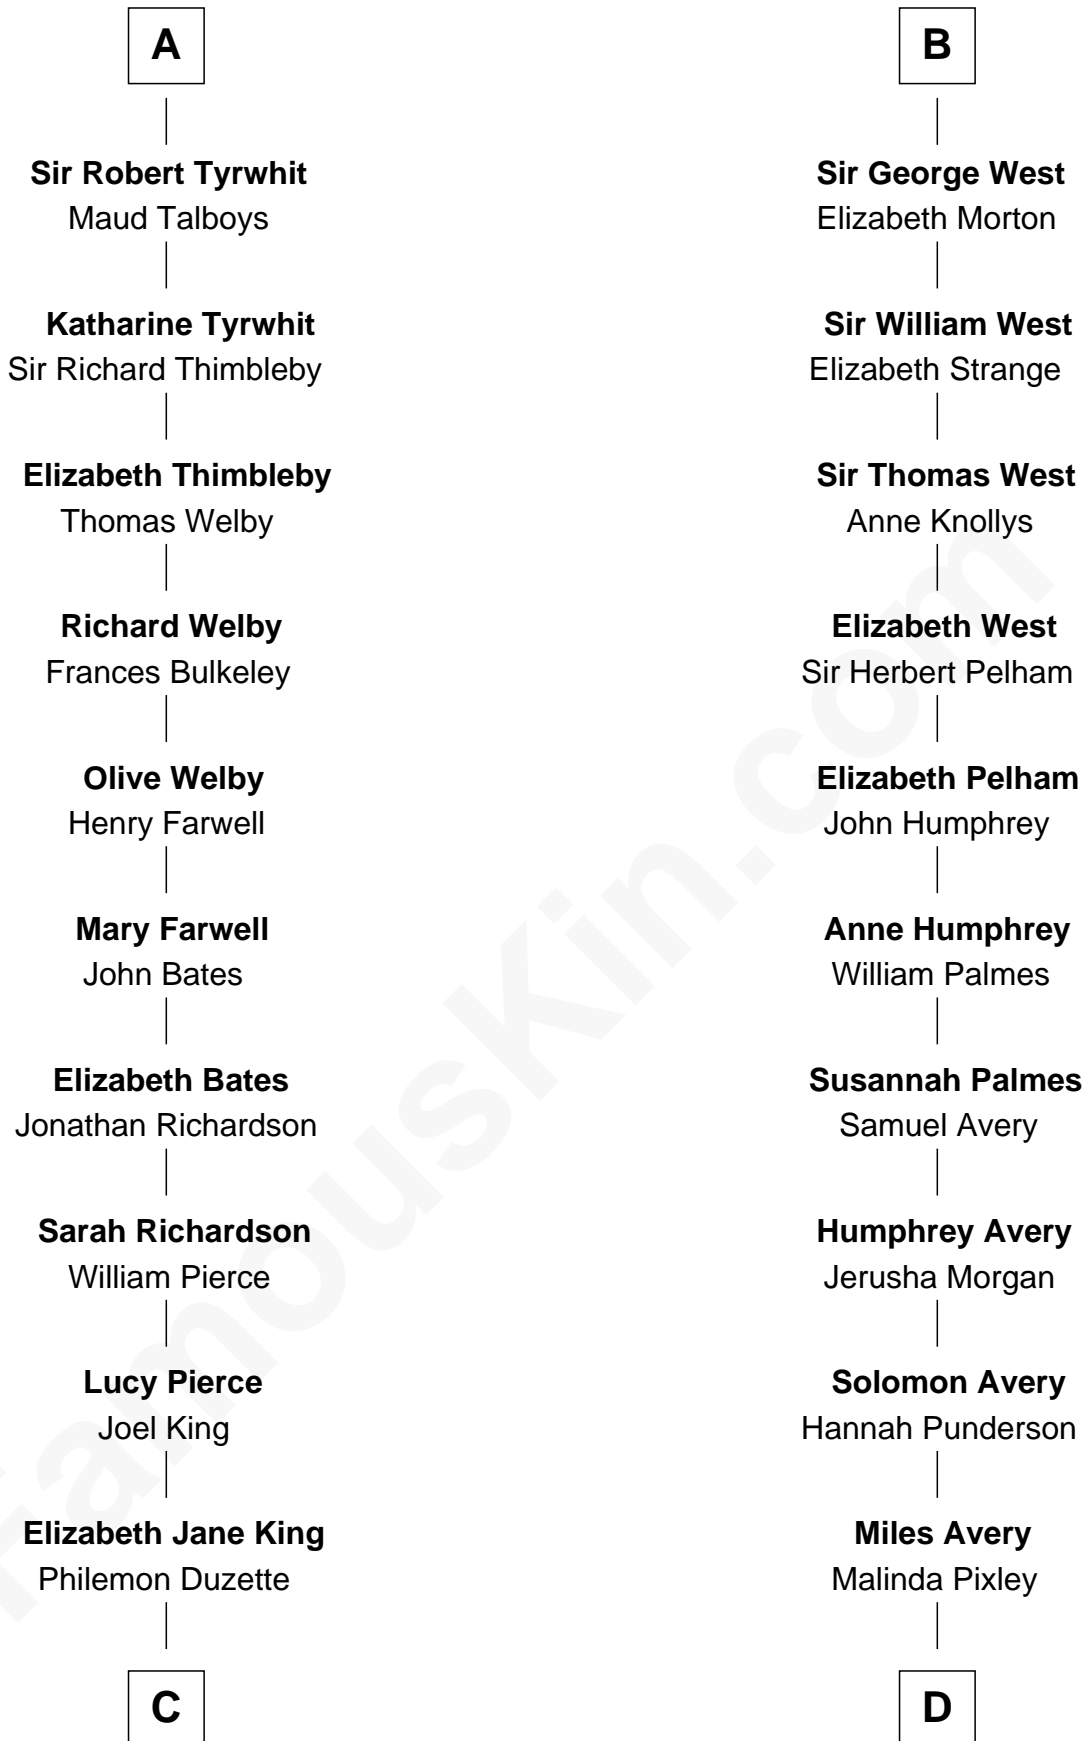 A
Sir Robert Tyrwhit
Maud Talboys
Katharine Tyrwhit
Sir Richard Thimbleby
Elizabeth Thimbleby
Thomas Welby
Richard Welby
Frances Bulkeley
Olive Welby
Henry Farwell
Mary Farwell
John Bates
Elizabeth Bates
Jonathan Richardson
Sarah Richardson
William Pierce
Lucy Pierce
Joel King
Elizabeth Jane King
Philemon Duzette
C
B
Sir George West
Elizabeth Morton
Sir William West
Elizabeth Strange
Sir Thomas West
Anne Knollys
Elizabeth West
Sir Herbert Pelham
Elizabeth Pelham
John Humphrey
Anne Humphrey
William Palmes
Susannah Palmes
Samuel Avery
Humphrey Avery
Jerusha Morgan
Solomon Avery
Hannah Punderson
Miles Avery
Malinda Pixley
D
FamousKin.com